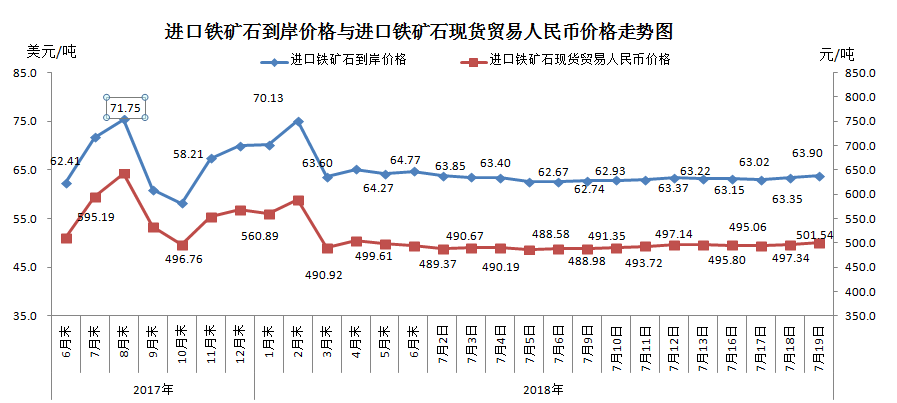 进口铁矿石到岸价格与进口铁矿石现货贸易人民币价格走势图
美元/吨
元/吨
进口铁矿石到岸价格
进口铁矿石现货贸易人民币价格
85.0
75.0
65.0
55.0
45.0
35.0
850.0
800.0
750.0
700.0
650.0
600.0
550.0
500.0
450.0
400.0
350.0
62.41
71.75
58.21
70.13
63.60
64.27
64.77
63.85
63.40
62.67
62.74
62.93
63.37
63.22
63.15
63.02
63.35
63.90
595.19
496.76
560.89
490.92
499.61
489.37
490.67
490.19
488.58
488.98
491.35
493.72
497.14
495.80
495.06
497.34
501.54
6月末
7月末
8月末
9月末
10月末
11月末
12月末
1月末
2月末
3月末
4月末
5月末
6月末
7月2日
7月3日
7月4日
7月5日
7月6日
7月9日
7月10日
7月11日
7月12日
7月13日
7月16日
7月17日
7月18日
7月19日
2017年
2018年